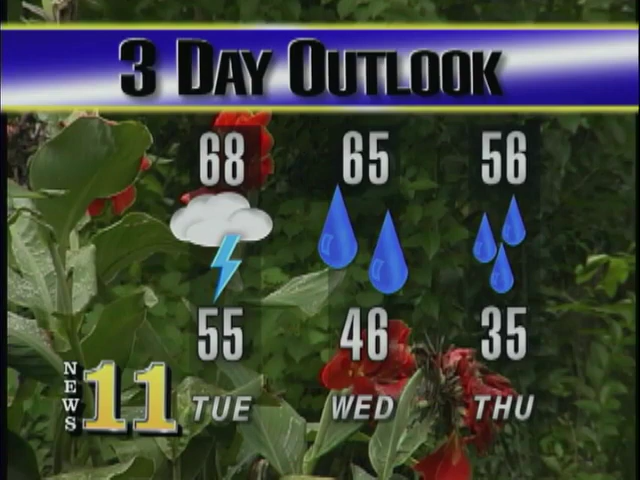 3 DAY OUTLOOK
68 65 56
55 46 35
NEWS 11
TUE WED THU